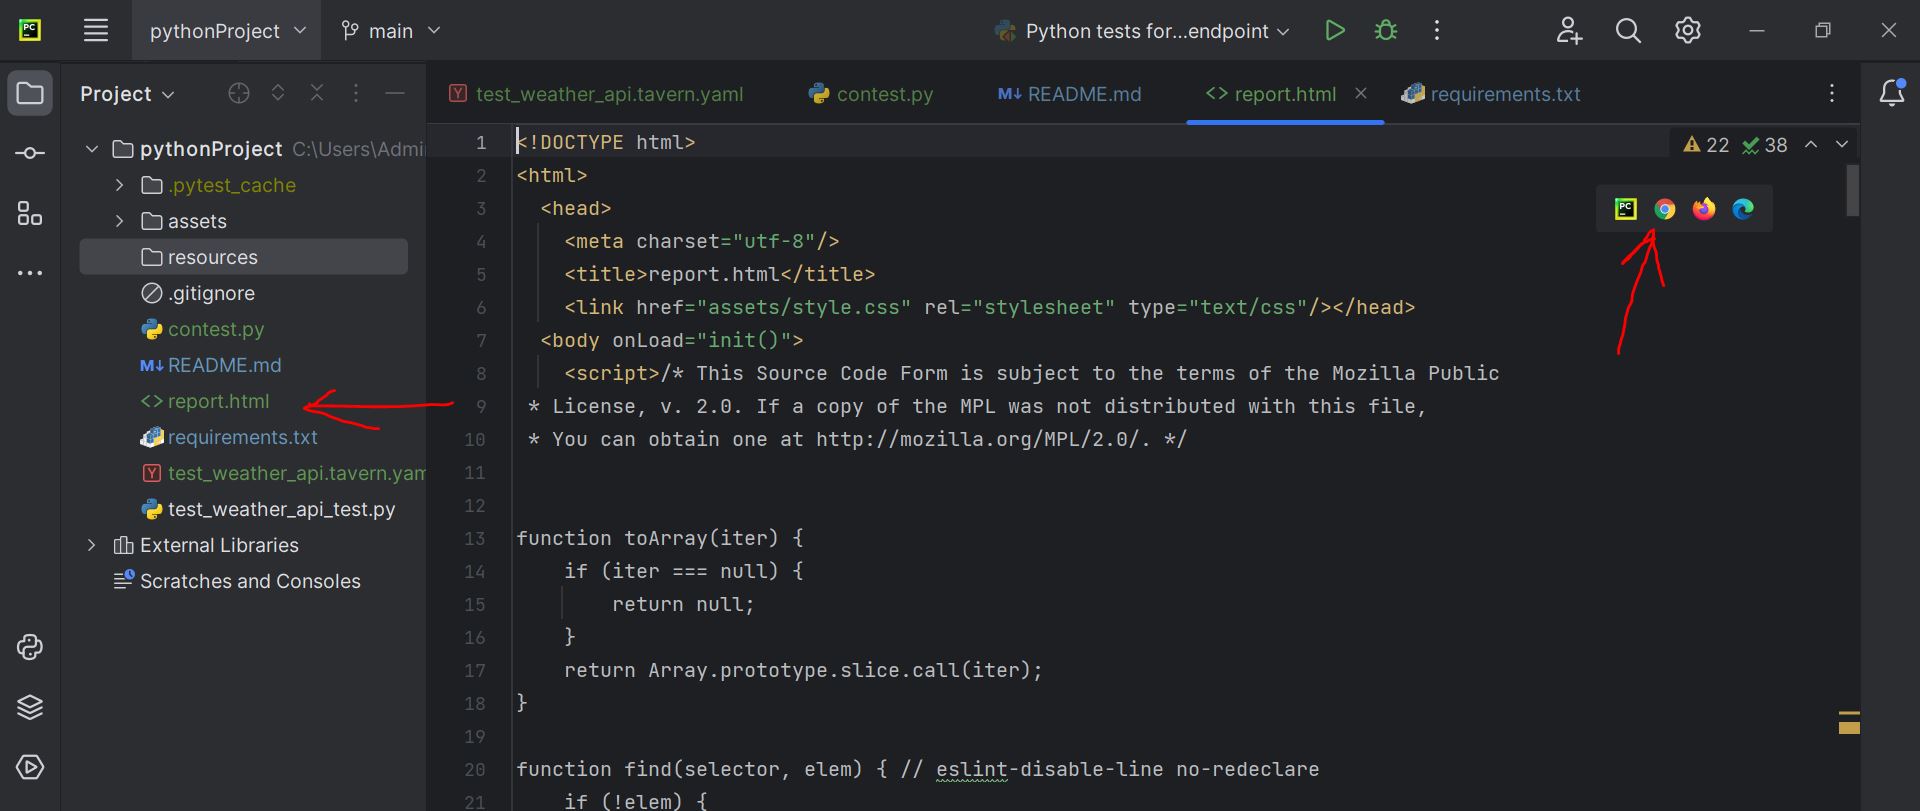 PC
pythonProject
main
Python tests for...endpoint
Project
pythonProject C:\Users\Admi
.pytest_cache
assets
resources
.gitignore
contest.py
M↓ README.md
<> report.html
requirements.txt
Y test_weather_api.tavern.yam
test_weather_api_test.py
External Libraries
Scratches and Consoles
Y test_weather_api.tavern.yaml
contest.py
M↓ README.md
<> report.html
requirements.txt
22 38
PC
1 <!DOCTYPE html>
2 <html>
3 <head>
4 <meta charset="utf-8"/>
5 <title>report.html</title>
6 <link href="assets/style.css" rel="stylesheet" type="text/css"/></head>
7 <body onLoad="init()">
8 <script>/* This Source Code Form is subject to the terms of the Mozilla Public
9 * License, v. 2.0. If a copy of the MPL was not distributed with this file,
10 * You can obtain one at http://mozilla.org/MPL/2.0/. */
11
12
13 function toArray(iter) {
14 if (iter === null) {
15 return null;
16 }
17 return Array.prototype.slice.call(iter);
18 }
19
20 function find(selector, elem) { // eslint-disable-line no-redeclare
21 if (!elem) {